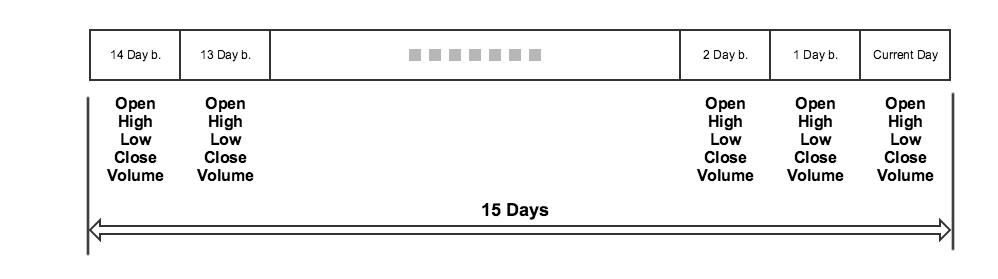 14 Day b. 13 Day b. 2 Day b. 1 Day b. Current Day
Open Open Open Open Open
High High High High High
Low Low Low Low Low
Close Close Close Close Close
Volume Volume Volume Volume Volume
15 Days